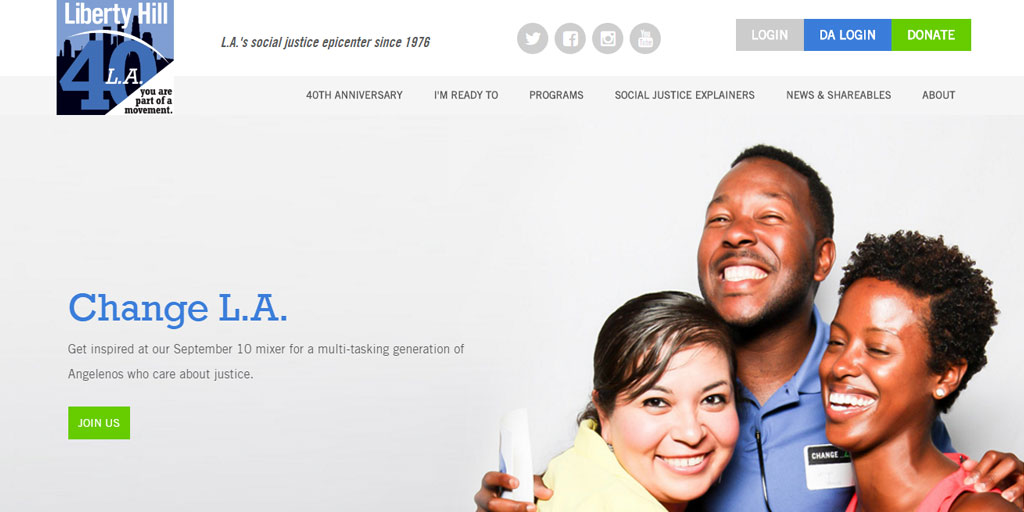 Liberty Hill
40
L.A.
you are
part of a
movement.
L.A.'s social justice epicenter since 1976
You
Tube
LOGIN
DA LOGIN
DONATE
40TH ANNIVERSARY
I'M READY TO
PROGRAMS
SOCIAL JUSTICE EXPLAINERS
NEWS & SHAREABLES
ABOUT
Change L.A.
Get inspired at our September 10 mixer for a multi-tasking generation of
Angelenos who care about justice.
JOIN US
CHANGE